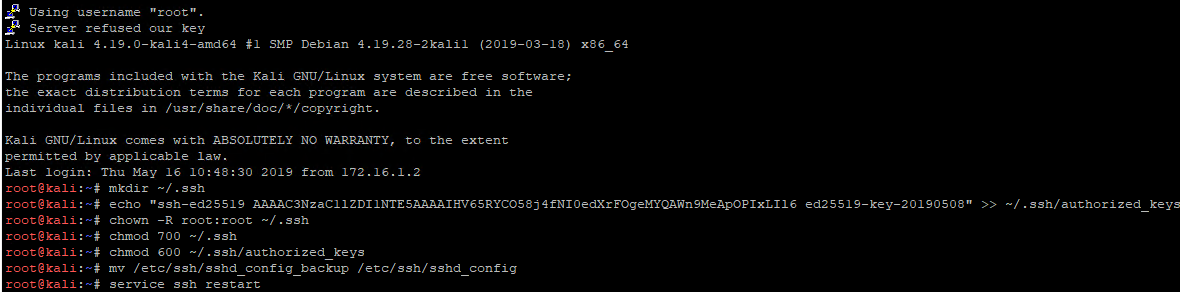 Using username "root".
Server refused our key
Linux kali 4.19.0-kali4-amd64 #1 SMP Debian 4.19.28-2kali1 (2019-03-18) x86_64
The programs included with the Kali GNU/Linux system are free software;
the exact distribution terms for each program are described in the
individual files in /usr/share/doc/*/copyright.
Kali GNU/Linux comes with ABSOLUTELY NO WARRANTY, to the extent
permitted by applicable law.
Last login: Thu May 16 10:48:30 2019 from 172.16.1.2
root@kali:~# mkdir ~/.ssh
root@kali:~# echo "ssh-ed25519 AAAAC3NzaC1lZDI1NTE5AAAAIHV65RYCO58j4fNI0edXrFOgeMYQAWn9MeApOPIxLI16 ed25519-key-20190508" >> ~/.ssh/authorized_keys
root@kali:~# chown -R root:root ~/.ssh
root@kali:~# chmod 700 ~/.ssh
root@kali:~# chmod 600 ~/.ssh/authorized_keys
root@kali:~# mv /etc/ssh/sshd_config_backup /etc/ssh/sshd_config
root@kali:~# service ssh restart